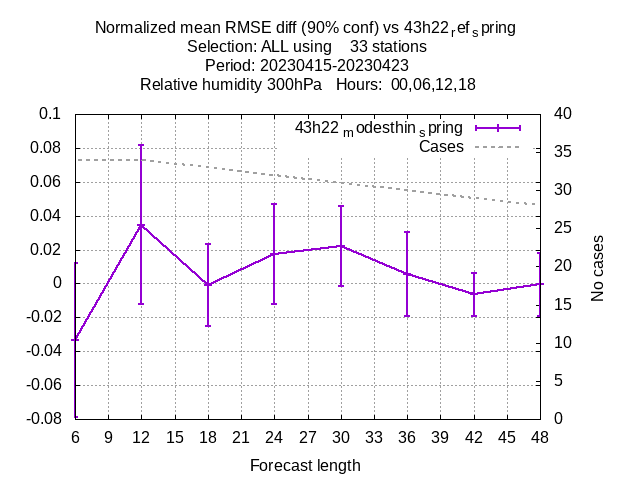 Normalized mean RMSE diff (90% conf) vs 43h22refspring
Selection: ALL using    33 stations
Period: 20230415-20230423
Relative humidity 300hPa   Hours:  00,06,12,18
0.1
0.08
0.06
0.04
0.02
0
-0.02
-0.04
-0.06
-0.08
43h22modesthinspring
Cases
40
35
30
25
20
15
10
5
0
No cases
6 9 12 15 18 21 24 27 30 33 36 39 42 45 48
Forecast length